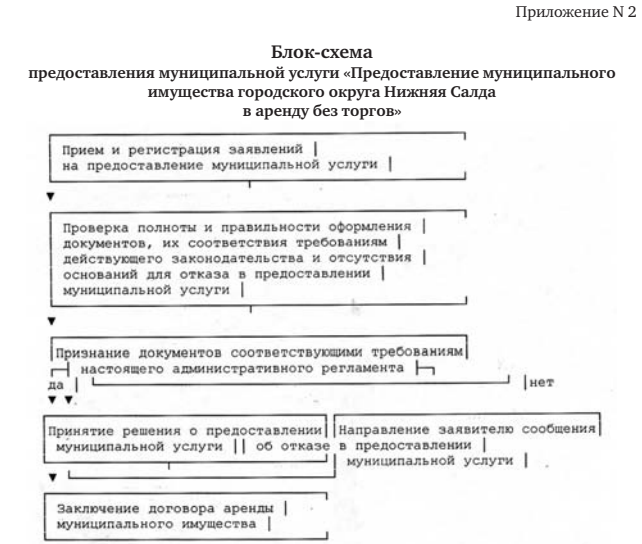 Приложение N 2
Блок-схема
предоставления муниципальной услуги «Предоставление муниципального
имущества городского округа Нижняя Салда
в аренду без торгов»
Прием и регистрация заявлений
на предоставление муниципальной услуги
Проверка полноты и правильности оформления
документов, их соответствия требованиям
действующего законодательства и отсутствия
оснований для отказа в предоставлении
муниципальной услуги
Признание документов соответствующими требованиям
настоящего административного регламента
да нет
Принятие решения о предоставлении Направление заявителю сообщения
муниципальной услуги об отказе в предоставлении
муниципальной услуги
Заключение договора аренды
муниципального имущества